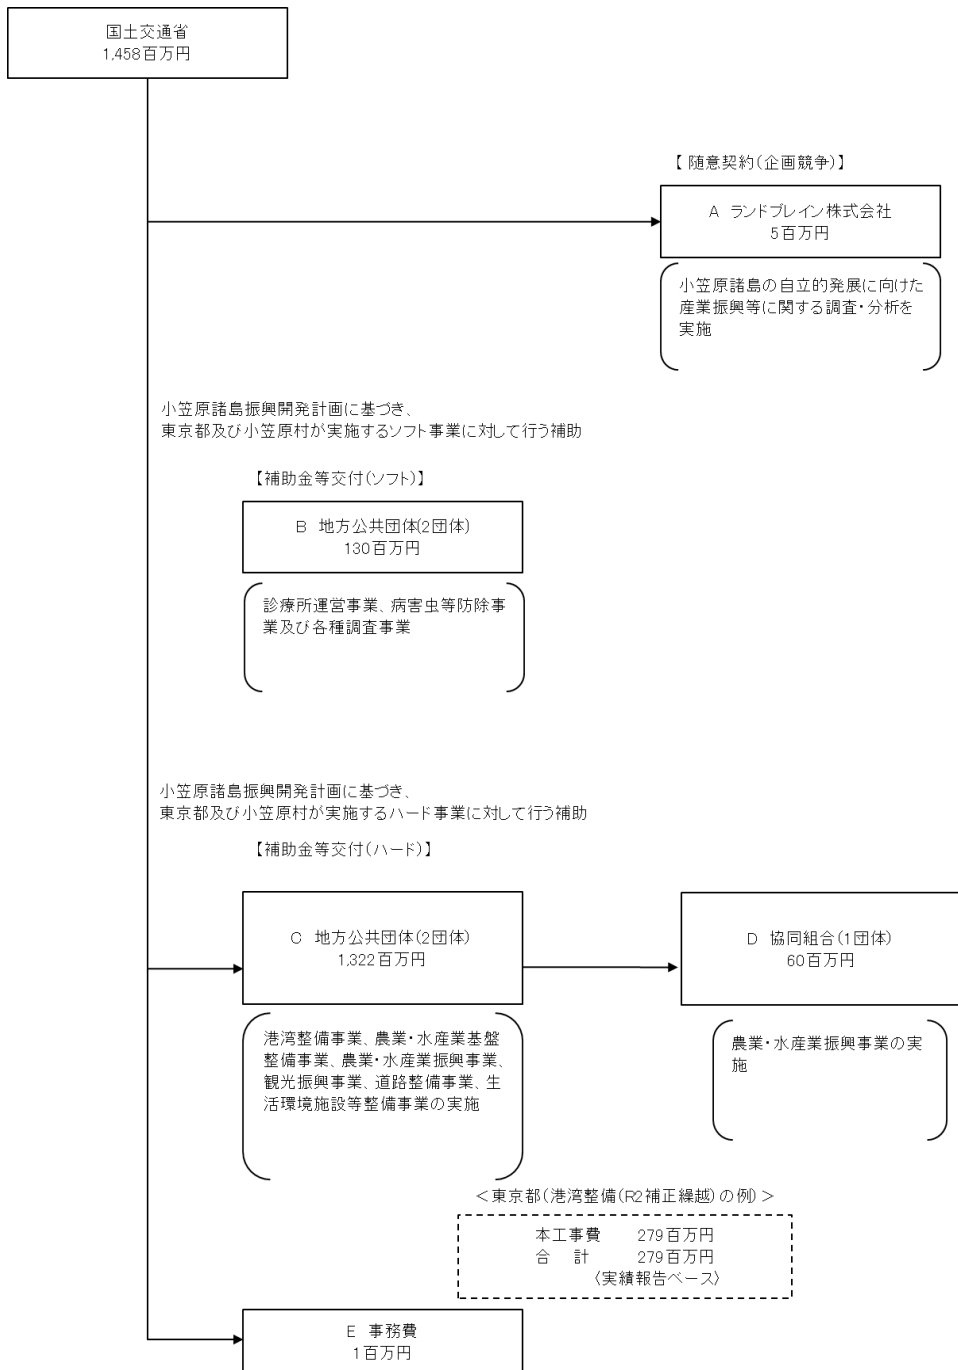 国土交通省
1,458百万円
【 随意契約(企画競争)】
A ランドブレイン株式会社
5百万円
小笠原諸島の自立的発展に向けた
産業振興等に関する調査・分析を
実施
小笠原諸島振興開発計画に基づき、
東京都及び小笠原村が実施するソフト事業に対して行う補助
【補助金等交付(ソフト)】
B 地方公共団体(2団体)
130百万円
診療所運営事業、病害虫等防除事
業及び各種調査事業
小笠原諸島振興開発計画に基づき、
東京都及び小笠原村が実施するハード事業に対して行う補助
【補助金等交付(ハード)】
C 地方公共団体(2団体)
1,322百万円
D 協同組合(1団体)
60百万円
港湾整備事業、農業・水産業基盤
整備事業、農業・水産業振興事業、
観光振興事業、道路整備事業、生
活環境施設等整備事業の実施
農業・水産業振興事業の実
施
＜東京都(港湾整備(R2補正繰越)の例)＞
本工事費 279百万円
合 計 279百万円
〈実績報告ベース〉
E 事務費
1百万円